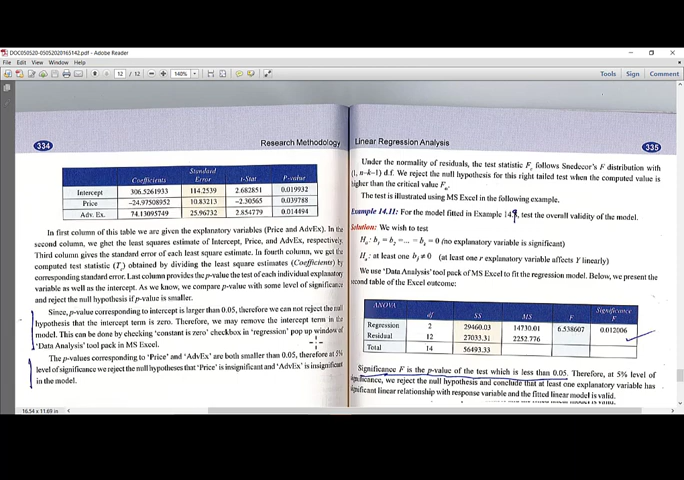 DOC050520-05052020165142.pdf - Adobe Reader
File Edit View Window Help
12 / 12
140%
Tools Sign Comment
334
Research Methodology
Coefficients Standard Error t-Stat P-value
Intercept 306.5261933 114.2539 2.682851 0.019932
Price −24.97508952 10.83213 −2.30565 0.039788
Adv. Ex. 74.13095749 25.96732 2.854779 0.014494
In first column of this table we are given the explanatory variables (Price and AdvEx). In the
second column, we ghet the least squares estimate of Intercept, Price, and AdvEx, respectively.
Third column gives the standard error of each least square estimate. In fourth column, we get the
computed test statistic (T) obtained by dividing the least square estimates (Coefficients) by
corresponding standard error. Last column provides the p-value the test of each individual explanatory
variable as well as the intercept. As we know, we compare p-value with some level of significance
and reject the null hypothesis if p-value is smaller.
Since, p-value corresponding to intercept is larger than 0.05, therefore we can not reject the null
hypothesis that the intercept term is zero. Therefore, we may remove the intercept term in the
model. This can be done by checking 'constant is zero' checkbox in 'regression' pop up window of
'Data Analysis' tool pack in MS Excel.
The p-values corresponding to 'Price' and 'AdvEx' are both smaller than 0.05, therefore at 5%
level of significance we reject the null hypotheses that 'Price' is insignificant and 'AdvEx' is insignificant
in the model.
Linear Regression Analysis
335
Under the normality of residuals, the test statistic F, follows Snedecor's F distribution with
(1, n–k–1) d.f. We reject the null hypothesis for this right tailed test when the computed value is
higher than the critical value F
The test is illustrated using MS Excel in the following example.
Example 14.11: For the model fitted in Example 14.9, test the overall validity of the model.
Solution: We wish to test
= 0 (no explanatory variable is significant)
at least one ≠ 0 (at least one r explanatory variable affects Y linearly)
We use 'Data Analysis' tool pack of MS Excel to fit the regression model. Below, we present the
second table of the Excel outcome:
ANOVA
df SS MS F Significance F
Regression 2 29460.03 14730.01 6.538607 0.012006
Residual 12 27033.31 2252.776
Total 14 56493.33
Significance F is the p-value of the test which is less than 0.05. Therefore, at 5% level of
significance, we reject the null hypothesis and conclude that at least one explanatory variable has
significant linear relationship with response variable and the fitted linear model is valid.
16.54 x 11.69 in